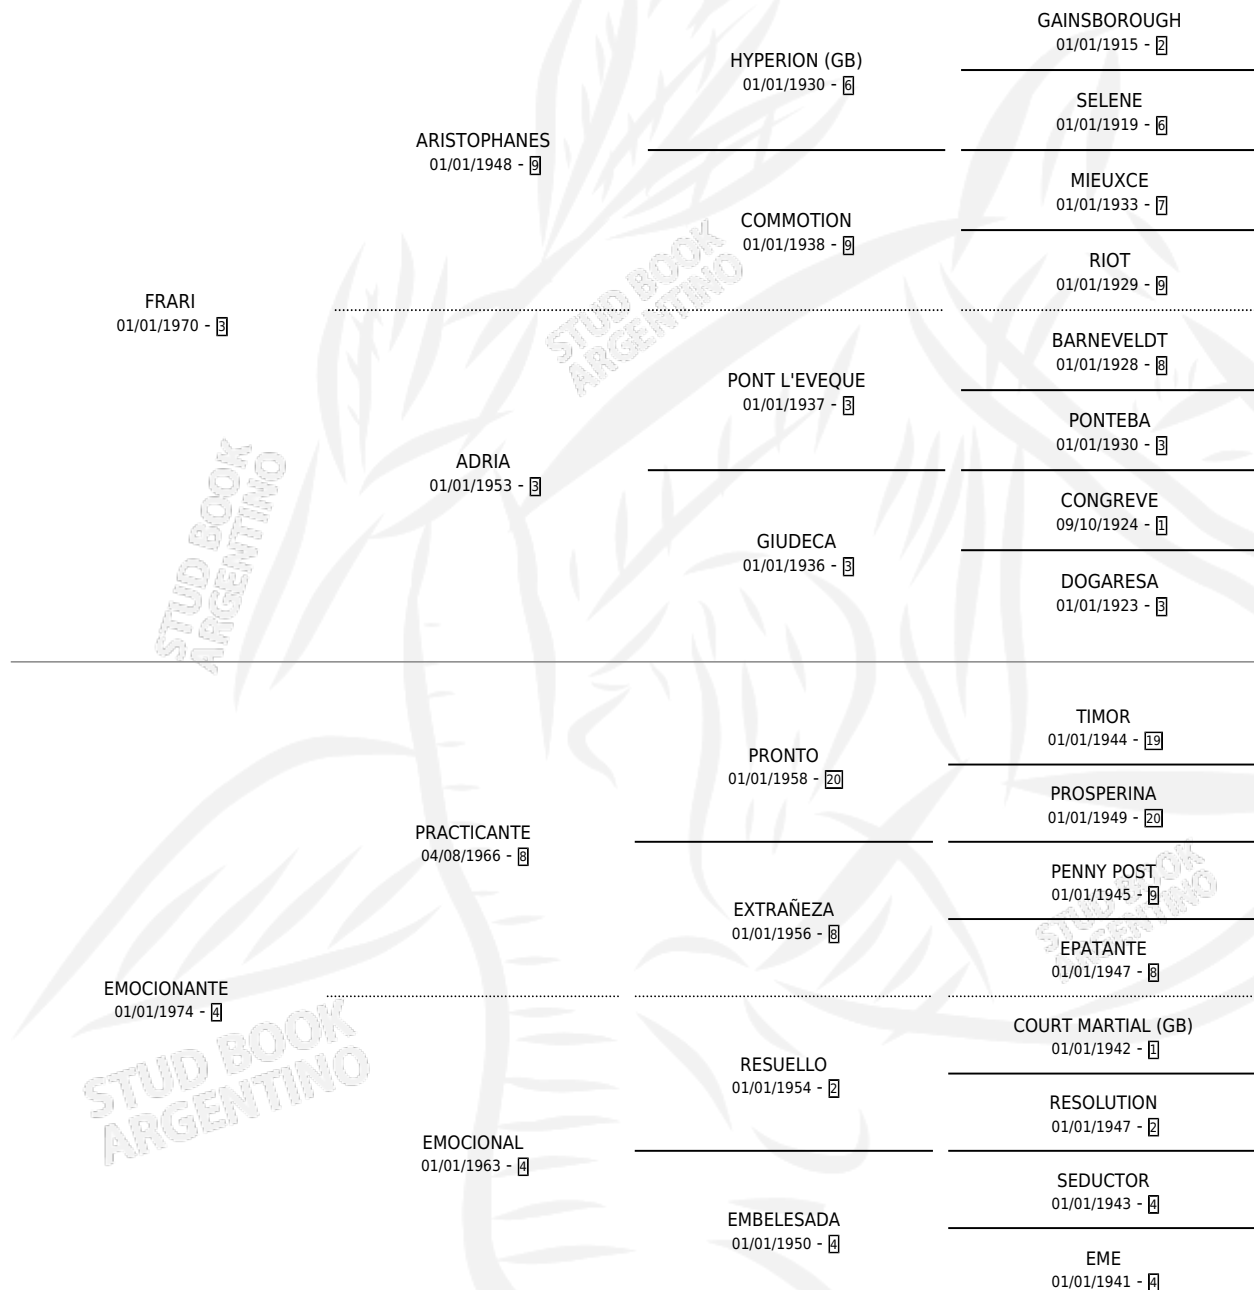 GAINSBOROUGH
01/01/1915 - 2
HYPERION (GB)
01/01/1930 - 6
SELENE
01/01/1919 - 6
ARISTOPHANES
01/01/1948 - 9
MIEUXCE
01/01/1933 - 7
COMMOTION
01/01/1938 - 9
RIOT
01/01/1929 - 9
FRARI
01/01/1970 - 3
BARNEVELDT
01/01/1928 - 8
PONT L'EVEQUE
01/01/1937 - 3
PONTEBA
01/01/1930 - 3
ADRIA
01/01/1953 - 3
CONGREVE
09/10/1924 - 1
GIUDECA
01/01/1936 - 3
DOGARESA
01/01/1923 - 3
TIMOR
01/01/1944 - 19
PRONTO
01/01/1958 - 20
PROSPERINA
01/01/1949 - 20
PRACTICANTE
04/08/1966 - 8
PENNY POST
01/01/1945 - 9
EXTRAÑEZA
01/01/1956 - 8
EPATANTE
01/01/1947 - 8
EMOCIONANTE
01/01/1974 - 4
COURT MARTIAL (GB)
01/01/1942 - 1
RESUELLO
01/01/1954 - 2
RESOLUTION
01/01/1947 - 2
EMOCIONAL
01/01/1963 - 4
SEDUCTOR
01/01/1943 - 4
EMBELESADA
01/01/1950 - 4
EME
01/01/1941 - 4
STUD BOOK
ARGENTINO
STUD BOOK
ARGENTINO
STUD BOOK
ARGENTINO
STUD BOOK
ARGENTINO